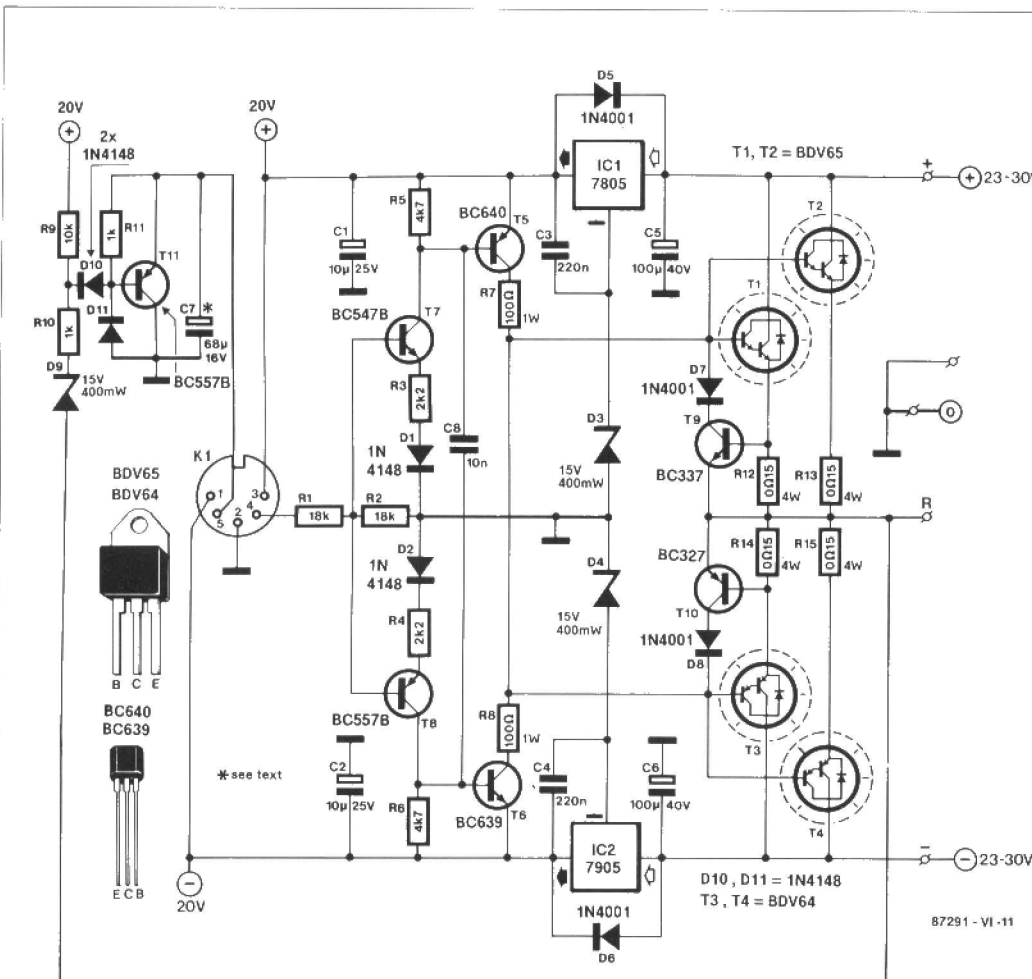 20V
+
2x
1N4148
R9
10k
R11
1k
D10
T11
D11
R10
1k
D9
15V
400mW
C7
*
68µ
16V
BC557B
20V
+
K1
1
5
2
4
3
BDV65
BDV64
B C E
BC640
BC639
E C B
* see text
−
20V
R1
18k
R2
18k
C1
10µ 25V
R5
4k7
BC547B
T7
R3
2k2
D1
1N
4148
C8
10n
D2
1N
4148
R4
2k2
BC557B
T8
C2
10µ 25V
R6
4k7
BC640
T5
R7
100Ω
1W
R8
100Ω
1W
BC639
T6
D5
1N4001
IC1
7805
C3
220n
C5
100µ 40V
D3
15V
400mW
D4
15V
400mW
C4
220n
C6
100µ 40V
IC2
7905
1N4001
D6
T1, T2 = BDV65
+
+ 23-30V
T2
T1
D7
1N4001
T9
BC337
R12
0Ω15
4W
R13
0Ω15
4W
0
R
BC327
R14
0Ω15
4W
R15
0Ω15
4W
T10
1N4001
D8
T3
T4
−
− 23-30V
D10, D11 = 1N4148
T3, T4 = BDV64
87291 - VI -11